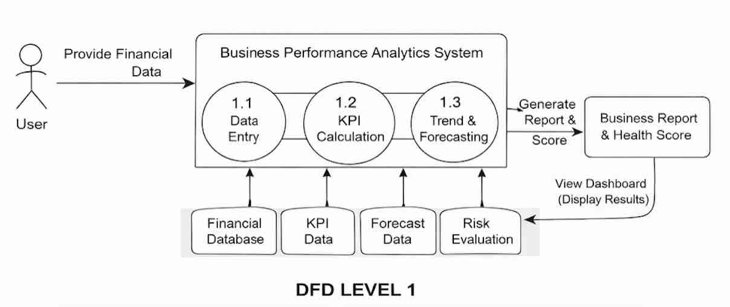 Provide Financial
Data
User
Business Performance Analytics System
1.1
Data
Entry
1.2
KPI
Calculation
1.3
Trend &
Forecasting
Generate
Report &
Score
Business Report
& Health Score
View Dashboard
(Display Results)
Financial
Database
KPI
Data
Forecast
Data
Risk
Evaluation
DFD LEVEL 1